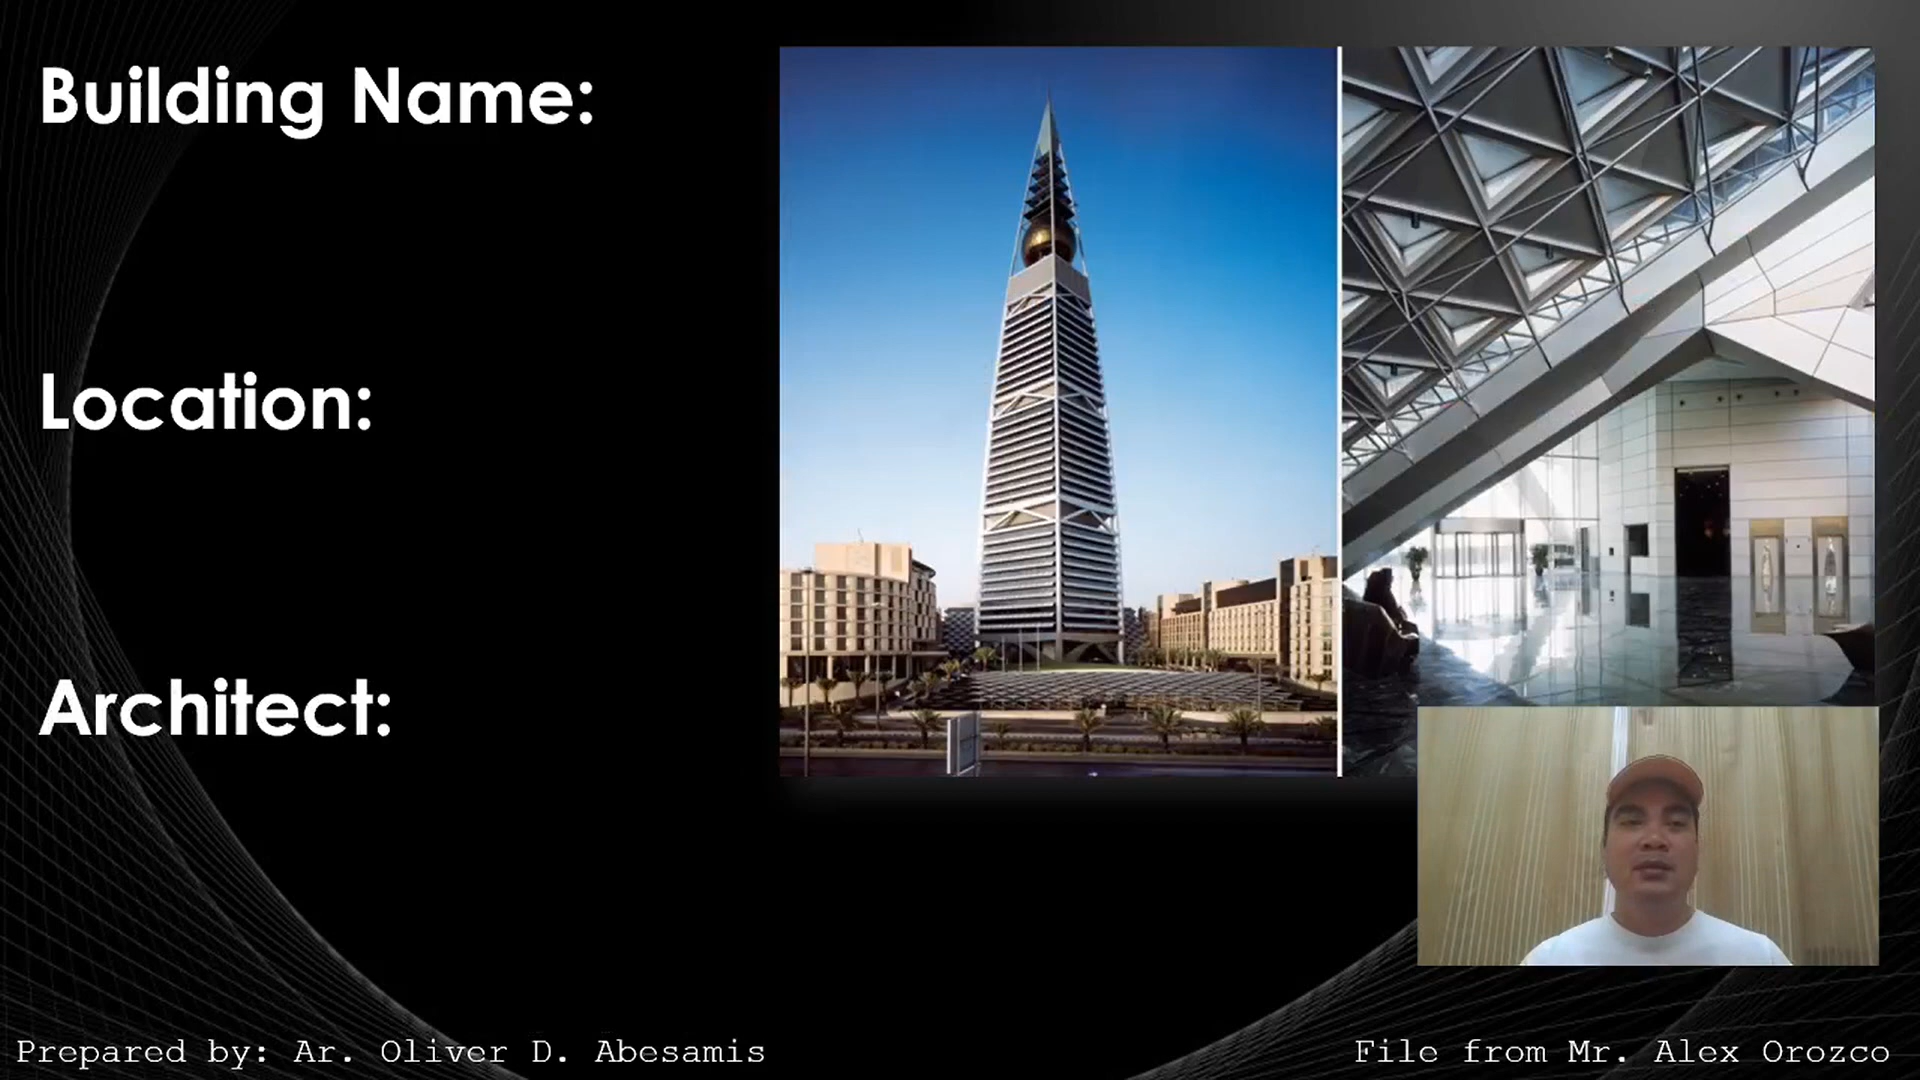 Building Name:
Location:
Architect:
Prepared by: Ar. Oliver D. Abesamis
File from Mr. Alex Orozco